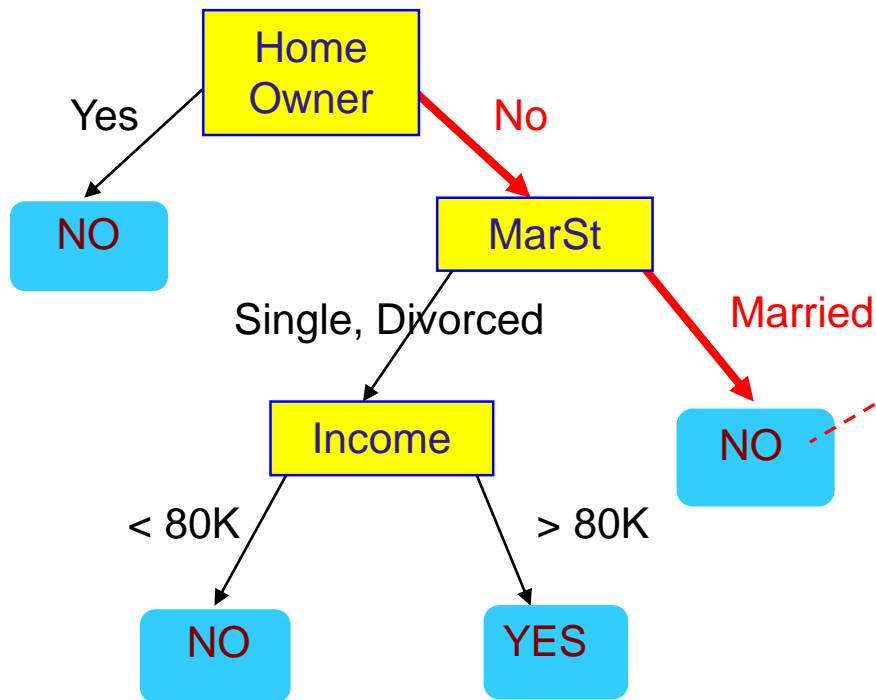 Home
Owner
Yes
No
NO
MarSt
Single, Divorced
Married
Income
NO
< 80K
> 80K
NO
YES